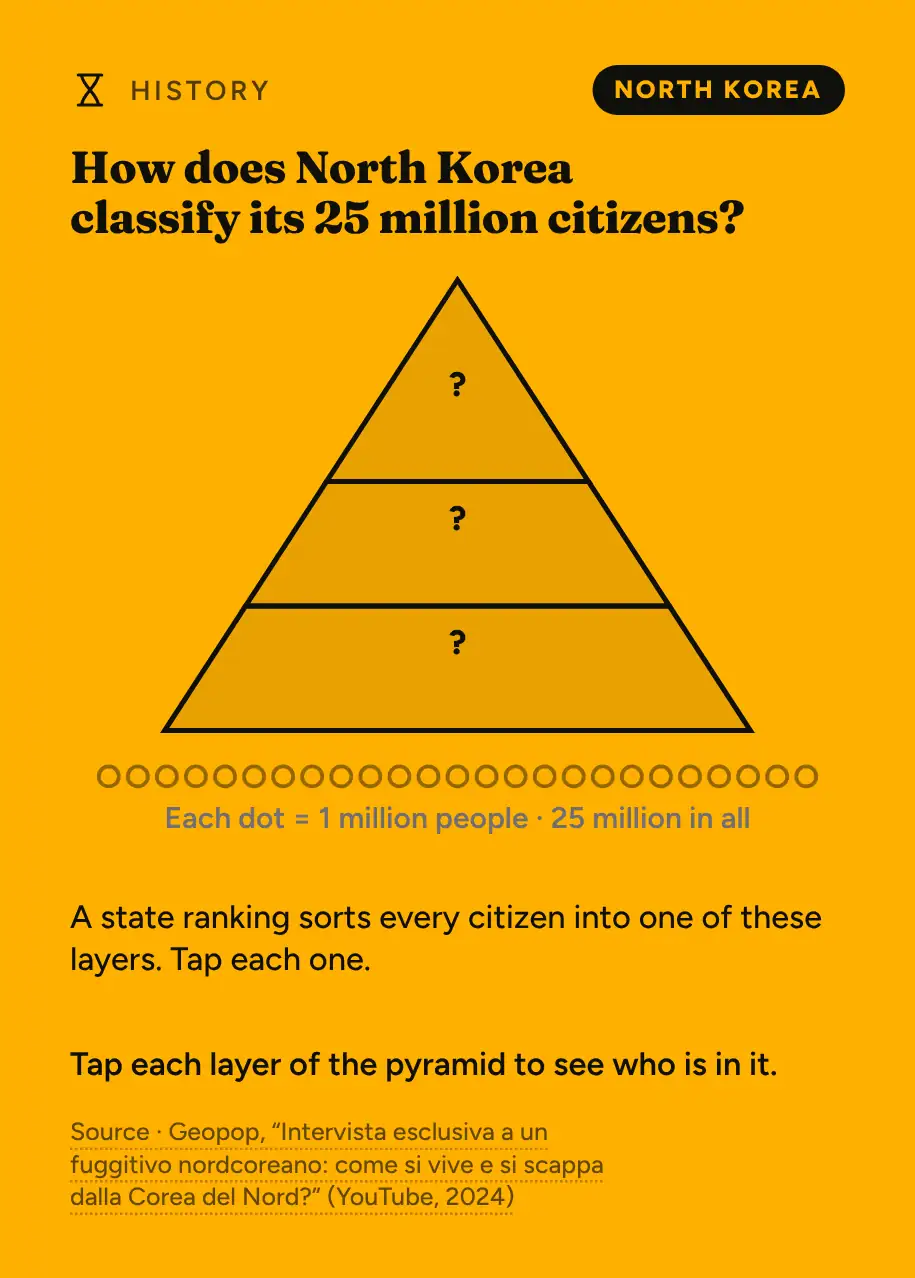 HISTORY
NORTH KOREA
How does North Korea
classify its 25 million citizens?
?
?
?
Each dot = 1 million people · 25 million in all
A state ranking sorts every citizen into one of these
layers. Tap each one.
Tap each layer of the pyramid to see who is in it.
Source · Geopop, “Intervista esclusiva a un
fuggitivo nordcoreano: come si vive e si scappa
dalla Corea del Nord?” (YouTube, 2024)